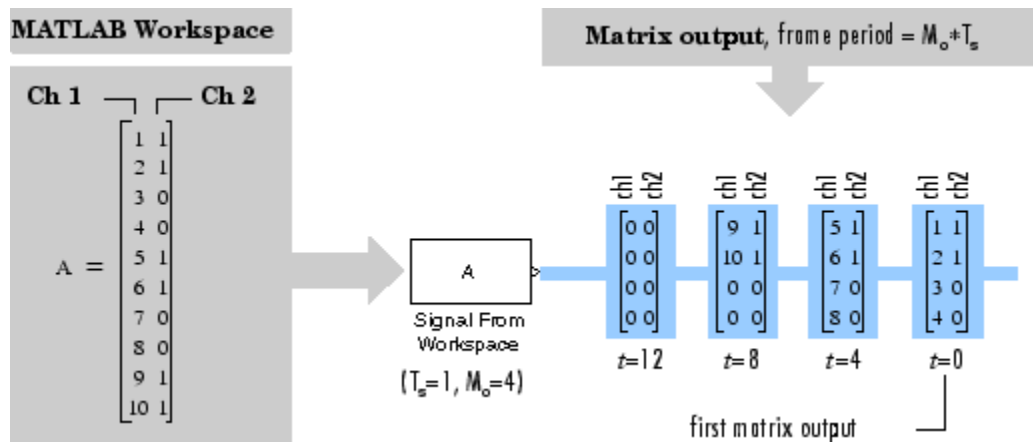 MATLAB Workspace
Ch 1 Ch 2
A =
1 1
2 1
3 0
4 0
5 1
6 1
7 0
8 0
9 1
10 1
A
Signal From
Workspace
(Tₛ=1, Mₒ=4)
Matrix output, frame period = Mₒ*Tₛ
ch1 ch2 ch1 ch2 ch1 ch2 ch1 ch2
0 0 9 1 5 1 1 1
0 0 10 1 6 1 2 1
0 0 0 0 7 0 3 0
0 0 0 0 8 0 4 0
t=12 t=8 t=4 t=0
first matrix output